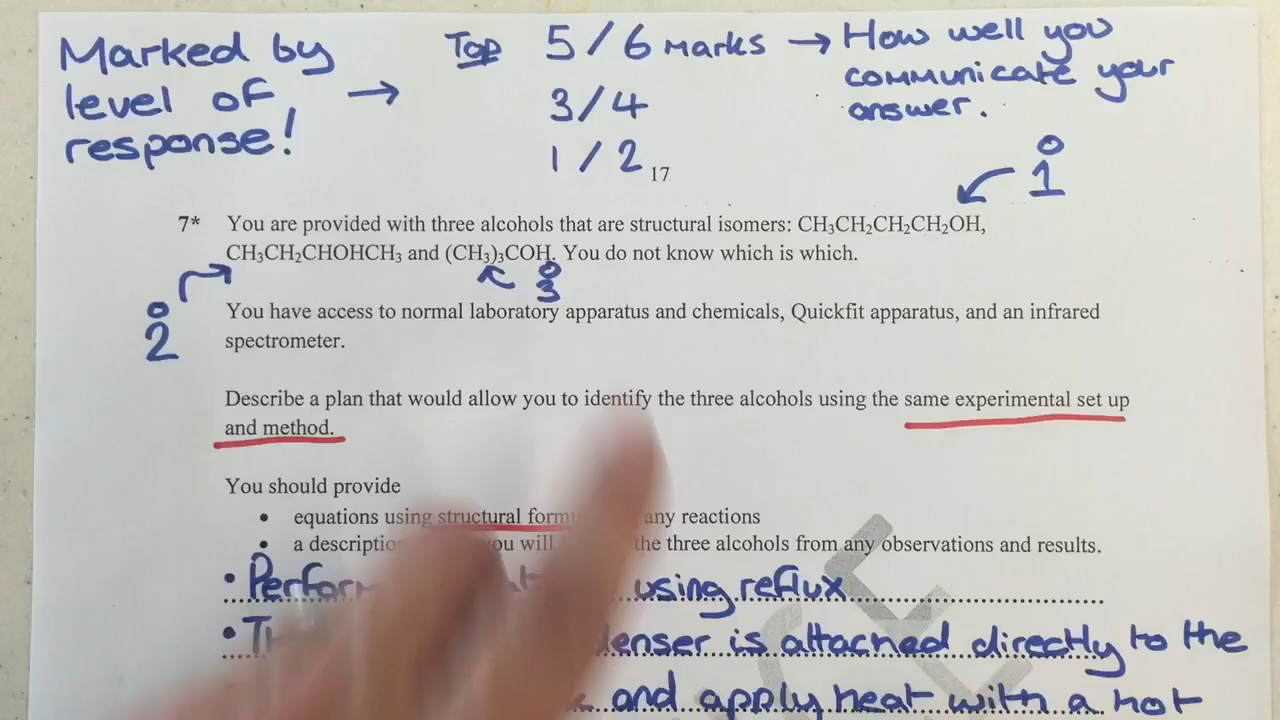 Marked by level of response! → Top 5/6 marks → How well you communicate your answer.
3/4
1/2
17
1°
7* You are provided with three alcohols that are structural isomers: CH₃CH₂CH₂CH₂OH,
CH₃CH₂CHOHCH₃ and (CH₃)₃COH. You do not know which is which.
2° 3°
You have access to normal laboratory apparatus and chemicals, Quickfit apparatus, and an infrared
spectrometer.
Describe a plan that would allow you to identify the three alcohols using the same experimental set up
and method.
You should provide
• equations using structural any reactions
• a you will the three alcohols from any observations and results.
• using reflux
• is attached directly to the
and apply heat with a hot